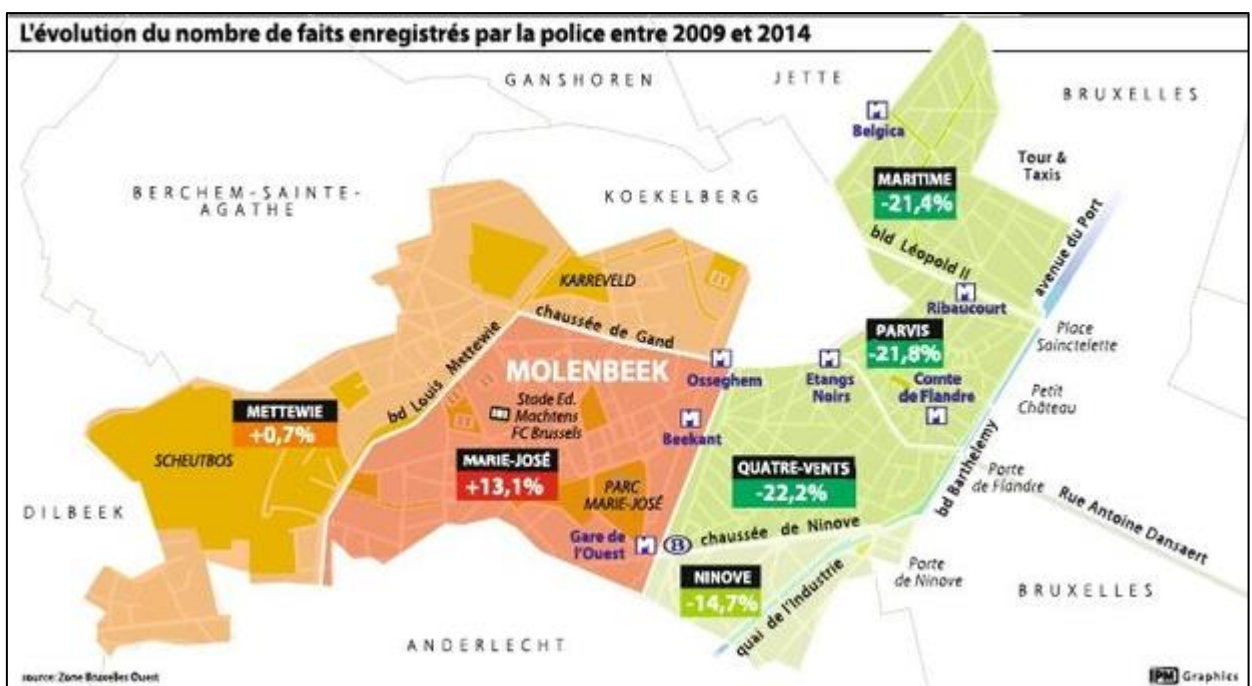 L'évolution du nombre de faits enregistrés par la police entre 2009 et 2014
GANSHOREN
JETTE
BRUXELLES
Belgica
Tour &
Taxis
MARITIME
-21,4%
BERCHEM-SAINTE-
AGATHE
KOEKELBERG
avenue du Port
bld Léopold II
KARREVELD
Ribaucourt
chaussée de Gand
PARVIS
-21,8%
Place
Sainctelette
bd Louis Mettewie
MOLENBEEK
Osseghem
Etangs
Noirs
Comte
de Flandre
Petit
Château
Stade Ed.
Machtens
FC Brussels
METTEWIE
+0,7%
Beekant
SCHEUTBOS
MARIE-JOSÉ
+13,1%
QUATRE-VENTS
-22,2%
bd Barthelemy
Porte
de Flandre
PARC
MARIE-JOSÉ
DILBEEK
Rue Antoine Dansaert
chaussée de Ninove
Gare de
l'Ouest
B
NINOVE
-14,7%
quai de l'Industrie
Porte
de Ninove
BRUXELLES
ANDERLECHT
source: Zone Bruxelles Ouest
IPM Graphics